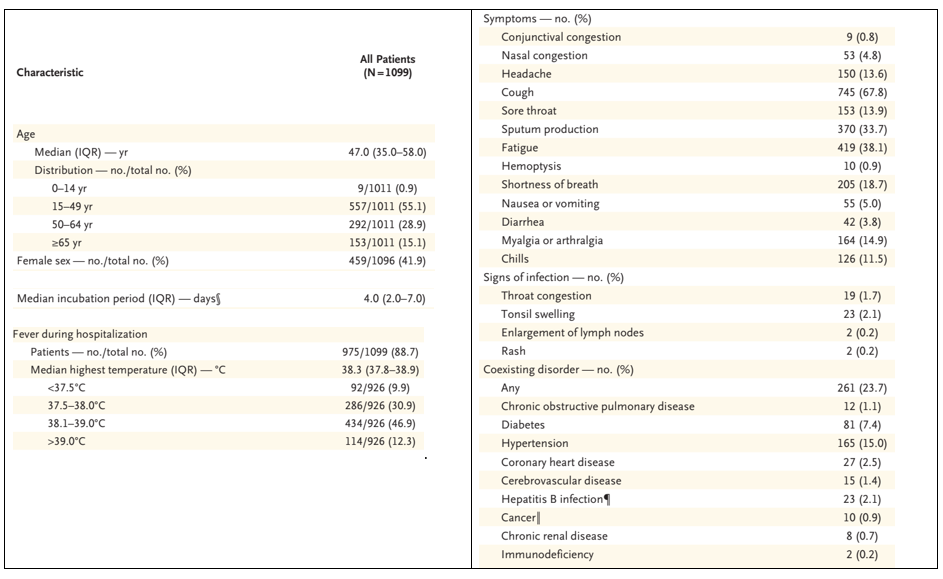 Characteristic
All Patients
(N=1099)
Age
Median (IQR) — yr 47.0 (35.0–58.0)
Distribution — no./total no. (%)
0–14 yr 9/1011 (0.9)
15–49 yr 557/1011 (55.1)
50–64 yr 292/1011 (28.9)
≥65 yr 153/1011 (15.1)
Female sex — no./total no. (%) 459/1096 (41.9)
Median incubation period (IQR) — days§ 4.0 (2.0–7.0)
Fever during hospitalization
Patients — no./total no. (%) 975/1099 (88.7)
Median highest temperature (IQR) — °C 38.3 (37.8–38.9)
<37.5°C 92/926 (9.9)
37.5–38.0°C 286/926 (30.9)
38.1–39.0°C 434/926 (46.9)
>39.0°C 114/926 (12.3)
Symptoms — no. (%)
Conjunctival congestion 9 (0.8)
Nasal congestion 53 (4.8)
Headache 150 (13.6)
Cough 745 (67.8)
Sore throat 153 (13.9)
Sputum production 370 (33.7)
Fatigue 419 (38.1)
Hemoptysis 10 (0.9)
Shortness of breath 205 (18.7)
Nausea or vomiting 55 (5.0)
Diarrhea 42 (3.8)
Myalgia or arthralgia 164 (14.9)
Chills 126 (11.5)
Signs of infection — no. (%)
Throat congestion 19 (1.7)
Tonsil swelling 23 (2.1)
Enlargement of lymph nodes 2 (0.2)
Rash 2 (0.2)
Coexisting disorder — no. (%)
Any 261 (23.7)
Chronic obstructive pulmonary disease 12 (1.1)
Diabetes 81 (7.4)
Hypertension 165 (15.0)
Coronary heart disease 27 (2.5)
Cerebrovascular disease 15 (1.4)
Hepatitis B infection¶ 23 (2.1)
Cancer‖ 10 (0.9)
Chronic renal disease 8 (0.7)
Immunodeficiency 2 (0.2)